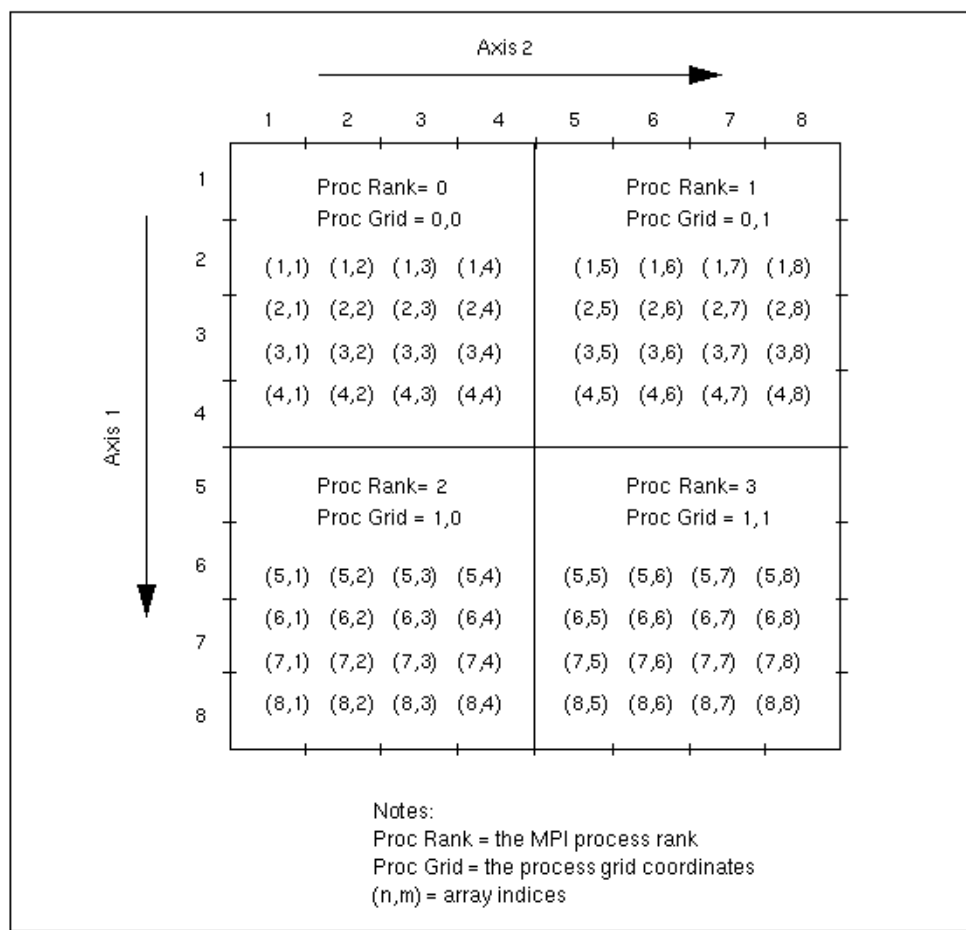 Axis 2
1 2 3 4 5 6 7 8
1
Proc Rank= 0 Proc Rank= 1
Proc Grid = 0,0 Proc Grid = 0,1
2 (1,1) (1,2) (1,3) (1,4) (1,5) (1,6) (1,7) (1,8)
(2,1) (2,2) (2,3) (2,4) (2,5) (2,6) (2,7) (2,8)
3
(3,1) (3,2) (3,3) (3,4) (3,5) (3,6) (3,7) (3,8)
(4,1) (4,2) (4,3) (4,4) (4,5) (4,6) (4,7) (4,8)
4
Axis 1
5 Proc Rank= 2 Proc Rank= 3
Proc Grid = 1,0 Proc Grid = 1,1
6 (5,1) (5,2) (5,3) (5,4) (5,5) (5,6) (5,7) (5,8)
(6,1) (6,2) (6,3) (6,4) (6,5) (6,6) (6,7) (6,8)
7
(7,1) (7,2) (7,3) (7,4) (7,5) (7,6) (7,7) (7,8)
(8,1) (8,2) (8,3) (8,4) (8,5) (8,6) (8,7) (8,8)
8
Notes:
Proc Rank = the MPI process rank
Proc Grid = the process grid coordinates
(n,m) = array indices